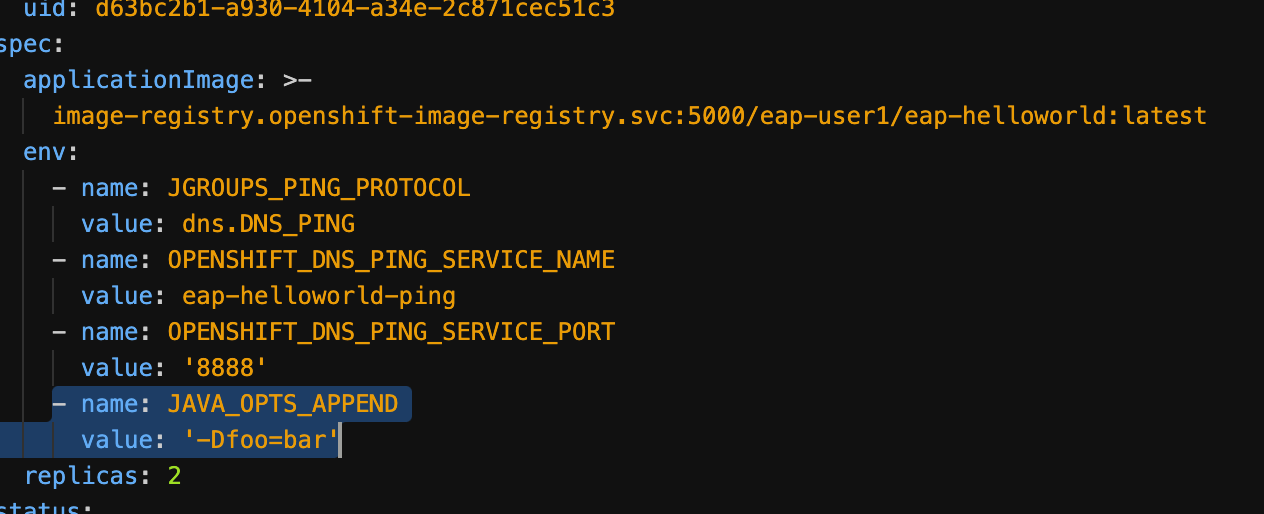 uid: d63bc2b1-a930-4104-a34e-2c871cec51c3
spec:
applicationImage: >-
image-registry.openshift-image-registry.svc:5000/eap-user1/eap-helloworld:latest
env:
- name: JGROUPS_PING_PROTOCOL
value: dns.DNS_PING
- name: OPENSHIFT_DNS_PING_SERVICE_NAME
value: eap-helloworld-ping
- name: OPENSHIFT_DNS_PING_SERVICE_PORT
value: '8888'
- name: JAVA_OPTS_APPEND
value: '-Dfoo=bar'
replicas: 2
status: